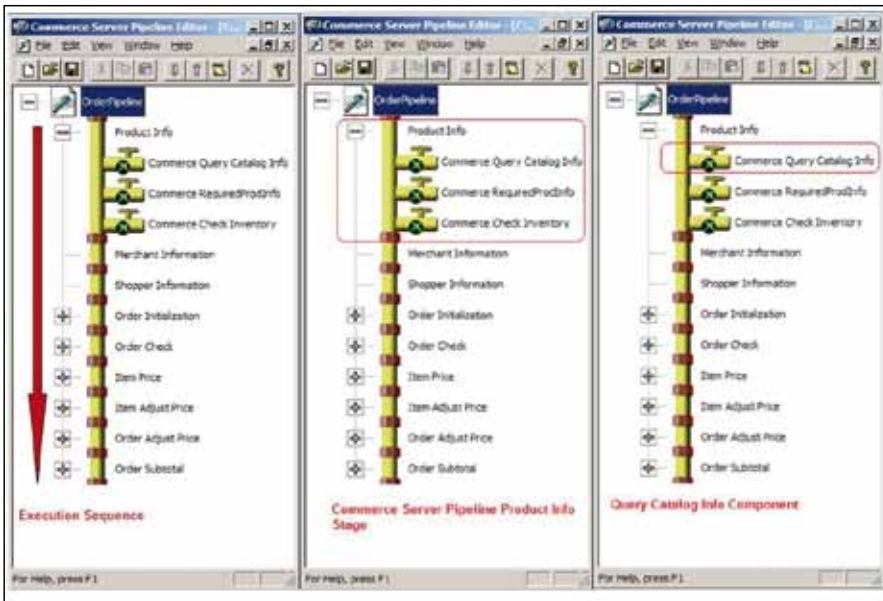 Commerce Server Pipeline Editor - [
File Edit View Window Help
OrderPipeline
Product Info
Commerce Query Catalog Info
Commerce RequiredProdInfo
Commerce Check Inventory
Merchant Information
Shopper Information
Order Initialization
Order Check
Item Price
Item Adjust Price
Order Adjust Price
Order Subtotal
Execution Sequence
For Help, press F1
Commerce Server Pipeline Editor - [C
File Edit View Window Help
OrderPipeline
Product Info
Commerce Query Catalog Info
Commerce RequiredProdInfo
Commerce Check Inventory
Merchant Information
Shopper Information
Order Initialization
Order Check
Item Price
Item Adjust Price
Order Adjust Price
Order Subtotal
Commerce Server Pipeline Product Info
Stage
For Help, press F1
Commerce Server Pipeline Editor - [
File Edit View Window Help
OrderPipeline
Product Info
Commerce Query Catalog Info
Commerce RequiredProdInfo
Commerce Check Inventory
Merchant Information
Shopper Information
Order Initialization
Order Check
Item Price
Item Adjust Price
Order Adjust Price
Order Subtotal
Query Catalog Info Component
For Help, press F1